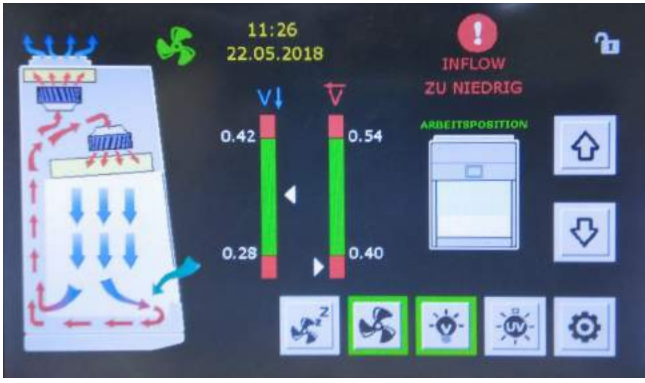 11:26
22.05.2018
INFLOW
ZU NIEDRIG
V V
0.42 0.54
ARBEITSPOSITION
0.28 0.40
z z
UV